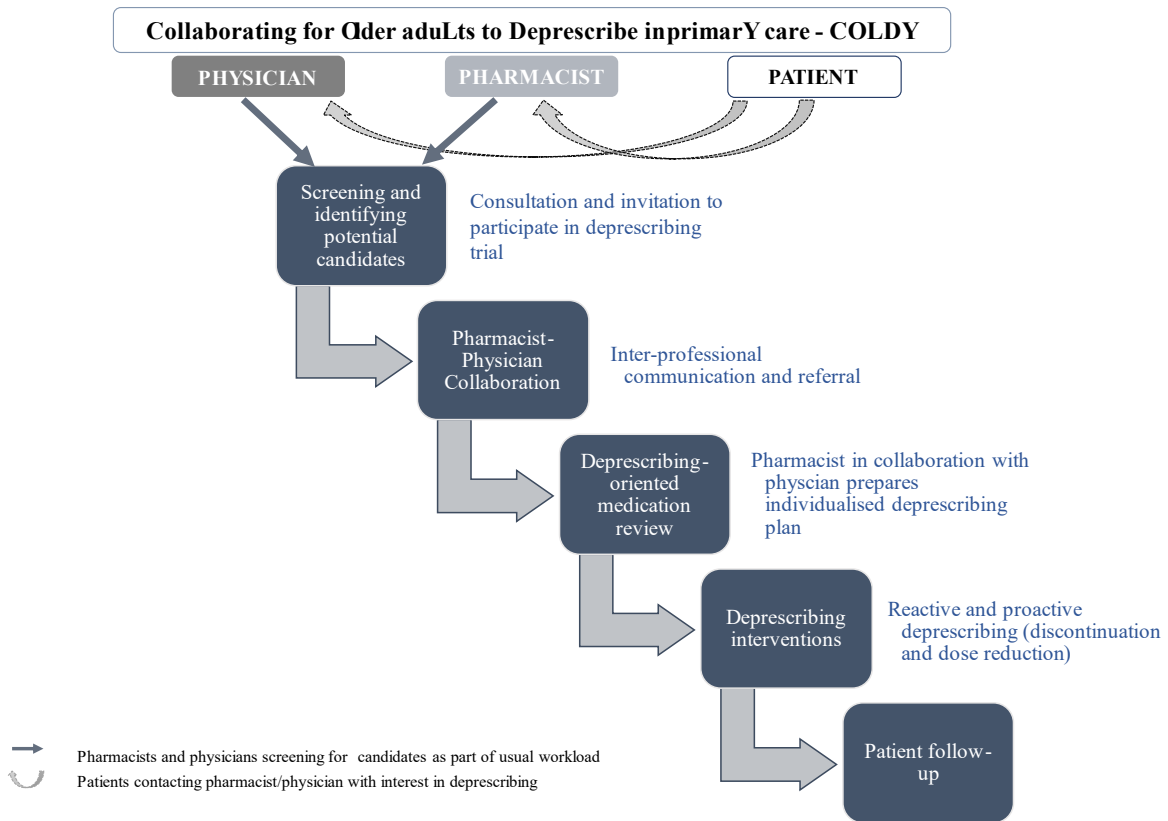 Collaborating for Older aduLts to Deprescribe inprimarY care - COLDY
PHYSICIAN
PHARMACIST
PATIENT
Screening and
identifying
potential
candidates
Consultation and invitation to
participate in deprescribing
trial
Pharmacist-
Physician
Collaboration
Inter-professional
communication and referral
Deprescribing-
oriented
medication
review
Pharmacist in collaboration with
physcian prepares
individualised deprescribing
plan
Deprescribing
interventions
Reactive and proactive
deprescribing (discontinuation
and dose reduction)
Patient follow-
up
Pharmacists and physicians screening for candidates as part of usual workload
Patients contacting pharmacist/physician with interest in deprescribing